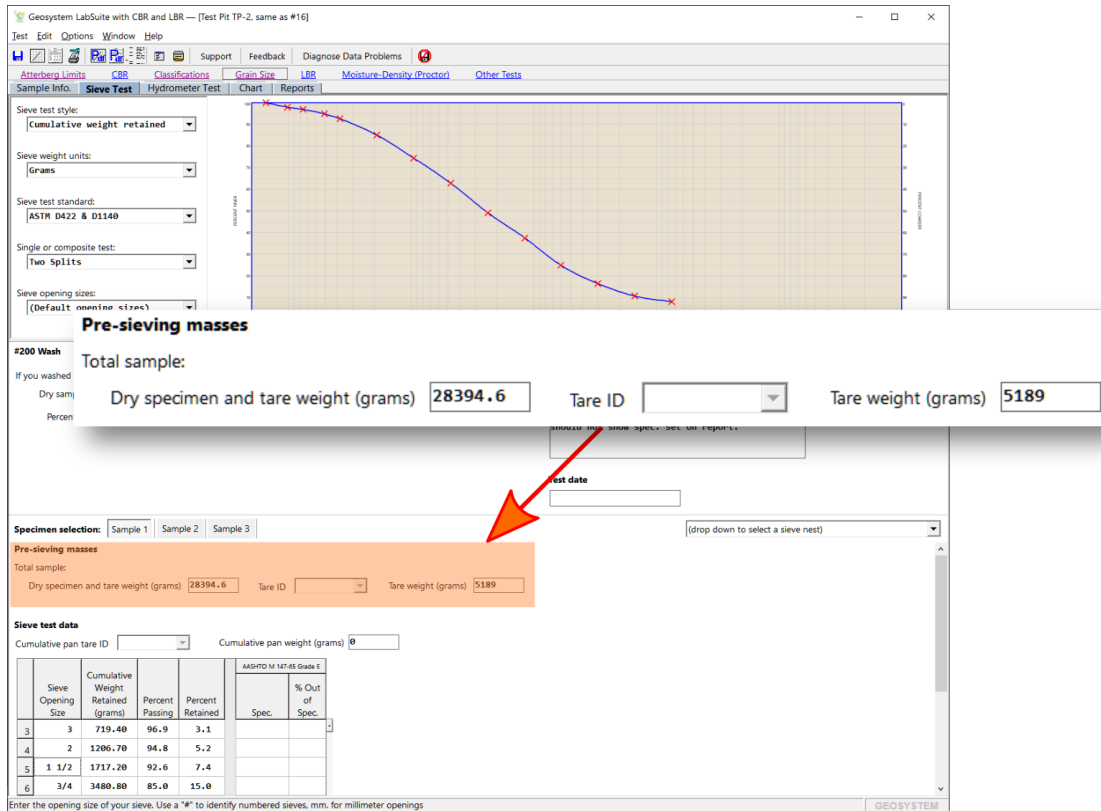 Geosystem LabSuite with CBR and LBR — [Test Pit TP-2, same as #16]
Test Edit Options Window Help
Support Feedback Diagnose Data Problems
Atterberg Limits CBR Classifications Grain Size LBR Moisture-Density (Proctor) Other Tests
Sample Info. Sieve Test Hydrometer Test Chart Reports
Sieve test style:
Cumulative weight retained
Sieve weight units:
Grams
Sieve test standard:
ASTM D422 & D1140
Single or composite test:
Two Splits
Sieve opening sizes:
(Default opening sizes)
PERCENT FINER
PERCENT COARSER
Pre-sieving masses
Total sample:
Dry specimen and tare weight (grams) 28394.6 Tare ID Tare weight (grams) 5189
#200 Wash
If you washed
Dry sam
Percen
Should not show spec. set on report.
Test date
Specimen selection: Sample 1 Sample 2 Sample 3 (drop down to select a sieve nest)
Pre-sieving masses
Total sample:
Dry specimen and tare weight (grams) 28394.6 Tare ID Tare weight (grams) 5189
Sieve test data
Cumulative pan tare ID Cumulative pan weight (grams) 0
AASHTO M 147-65 Grade E
Sieve Opening Size Cumulative Weight Retained (grams) Percent Passing Percent Retained Spec. % Out of Spec.
3 3 719.40 96.9 3.1
4 2 1206.70 94.8 5.2
5 1 1/2 1717.20 92.6 7.4
6 3/4 3480.80 85.0 15.0
Enter the opening size of your sieve. Use a "#" to identify numbered sieves, mm. for millimeter openings
GEOSYSTEM